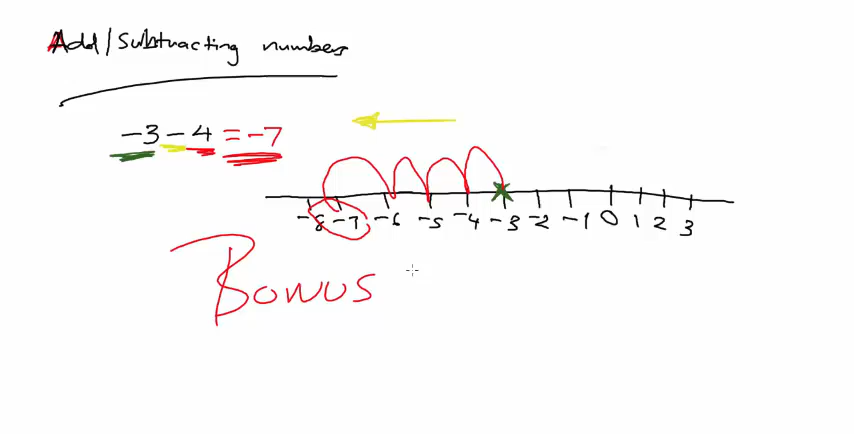 Add/Subtracting numbers
-3 - 4 = -7
-8 -7 -6 -5 -4 -3 -2 -1 0 1 2 3
Bonus